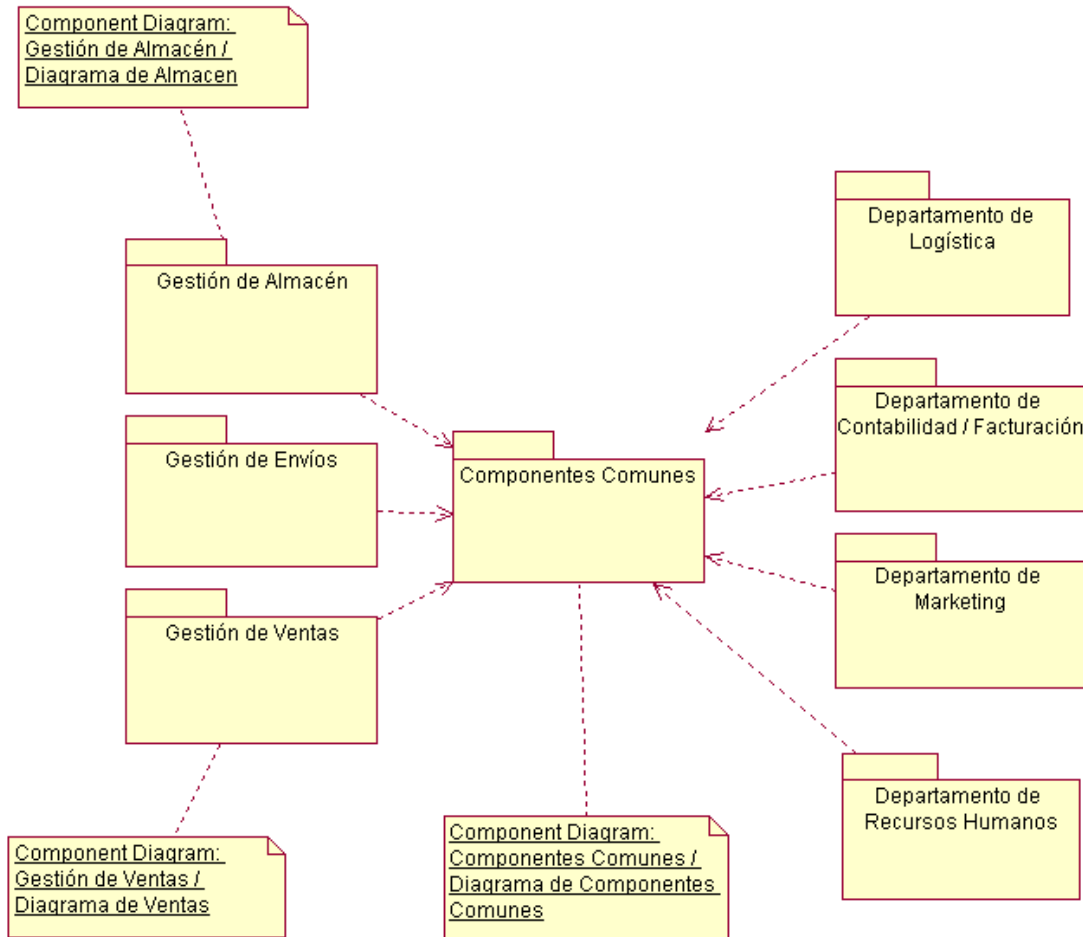 Component Diagram:
Gestión de Almacén /
Diagrama de Almacen
Departamento de
Logística
Gestión de Almacén
Departamento de
Contabilidad / Facturación
Gestión de Envíos
Componentes Comunes
Departamento de
Marketing
Gestión de Ventas
Departamento de
Recursos Humanos
Component Diagram:
Gestión de Ventas /
Diagrama de Ventas
Component Diagram:
Componentes Comunes /
Diagrama de Componentes
Comunes